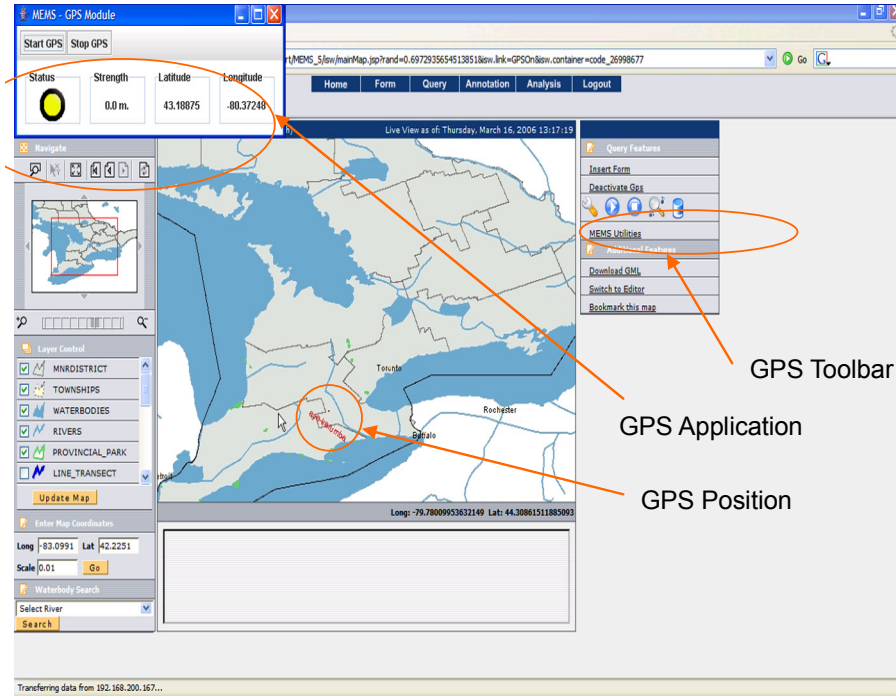 MEMS - GPS Module
Start GPS Stop GPS
Status Strength Latitude Longitude
0.0 m. 43.18875 -80.37248
rt/MEMS_5/isw/mainMap.jsp?rand=0.6972935654513851&isw.link=GPSOn&isw.container=code_26998677
Go
Home Form Query Annotation Analysis Logout
Live View as of: Thursday, March 16, 2006 13:17:19
Navigate
Layer Control
MNRDISTRICT
TOWNSHIPS
WATERBODIES
RIVERS
PROVINCIAL_PARK
LINE_TRANSECT
Update Map
Enter Map Coordinates
Long -83.0991 Lat 42.2251
Scale 0.01 Go
Waterbody Search
Select River
Search
Toronto
Rochester
Buffalo
etroit
Long: -79.78009953632149 Lat: 44.30861511885093
Query Features
Insert Form
Deactivate Gps
MEMS Utilities
Additional Features
Download GML
Switch to Editor
Bookmark this map
GPS Toolbar
GPS Application
GPS Position
Transferring data from 192.168.200.167...